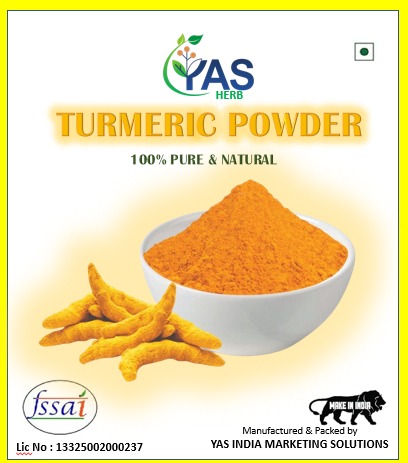 YAS
HERB
TURMERIC POWDER
100% PURE & NATURAL
fssai
MAKE IN INDIA
Lic No : 13325002000237
Manufactured & Packed by
YAS INDIA MARKETING SOLUTIONS